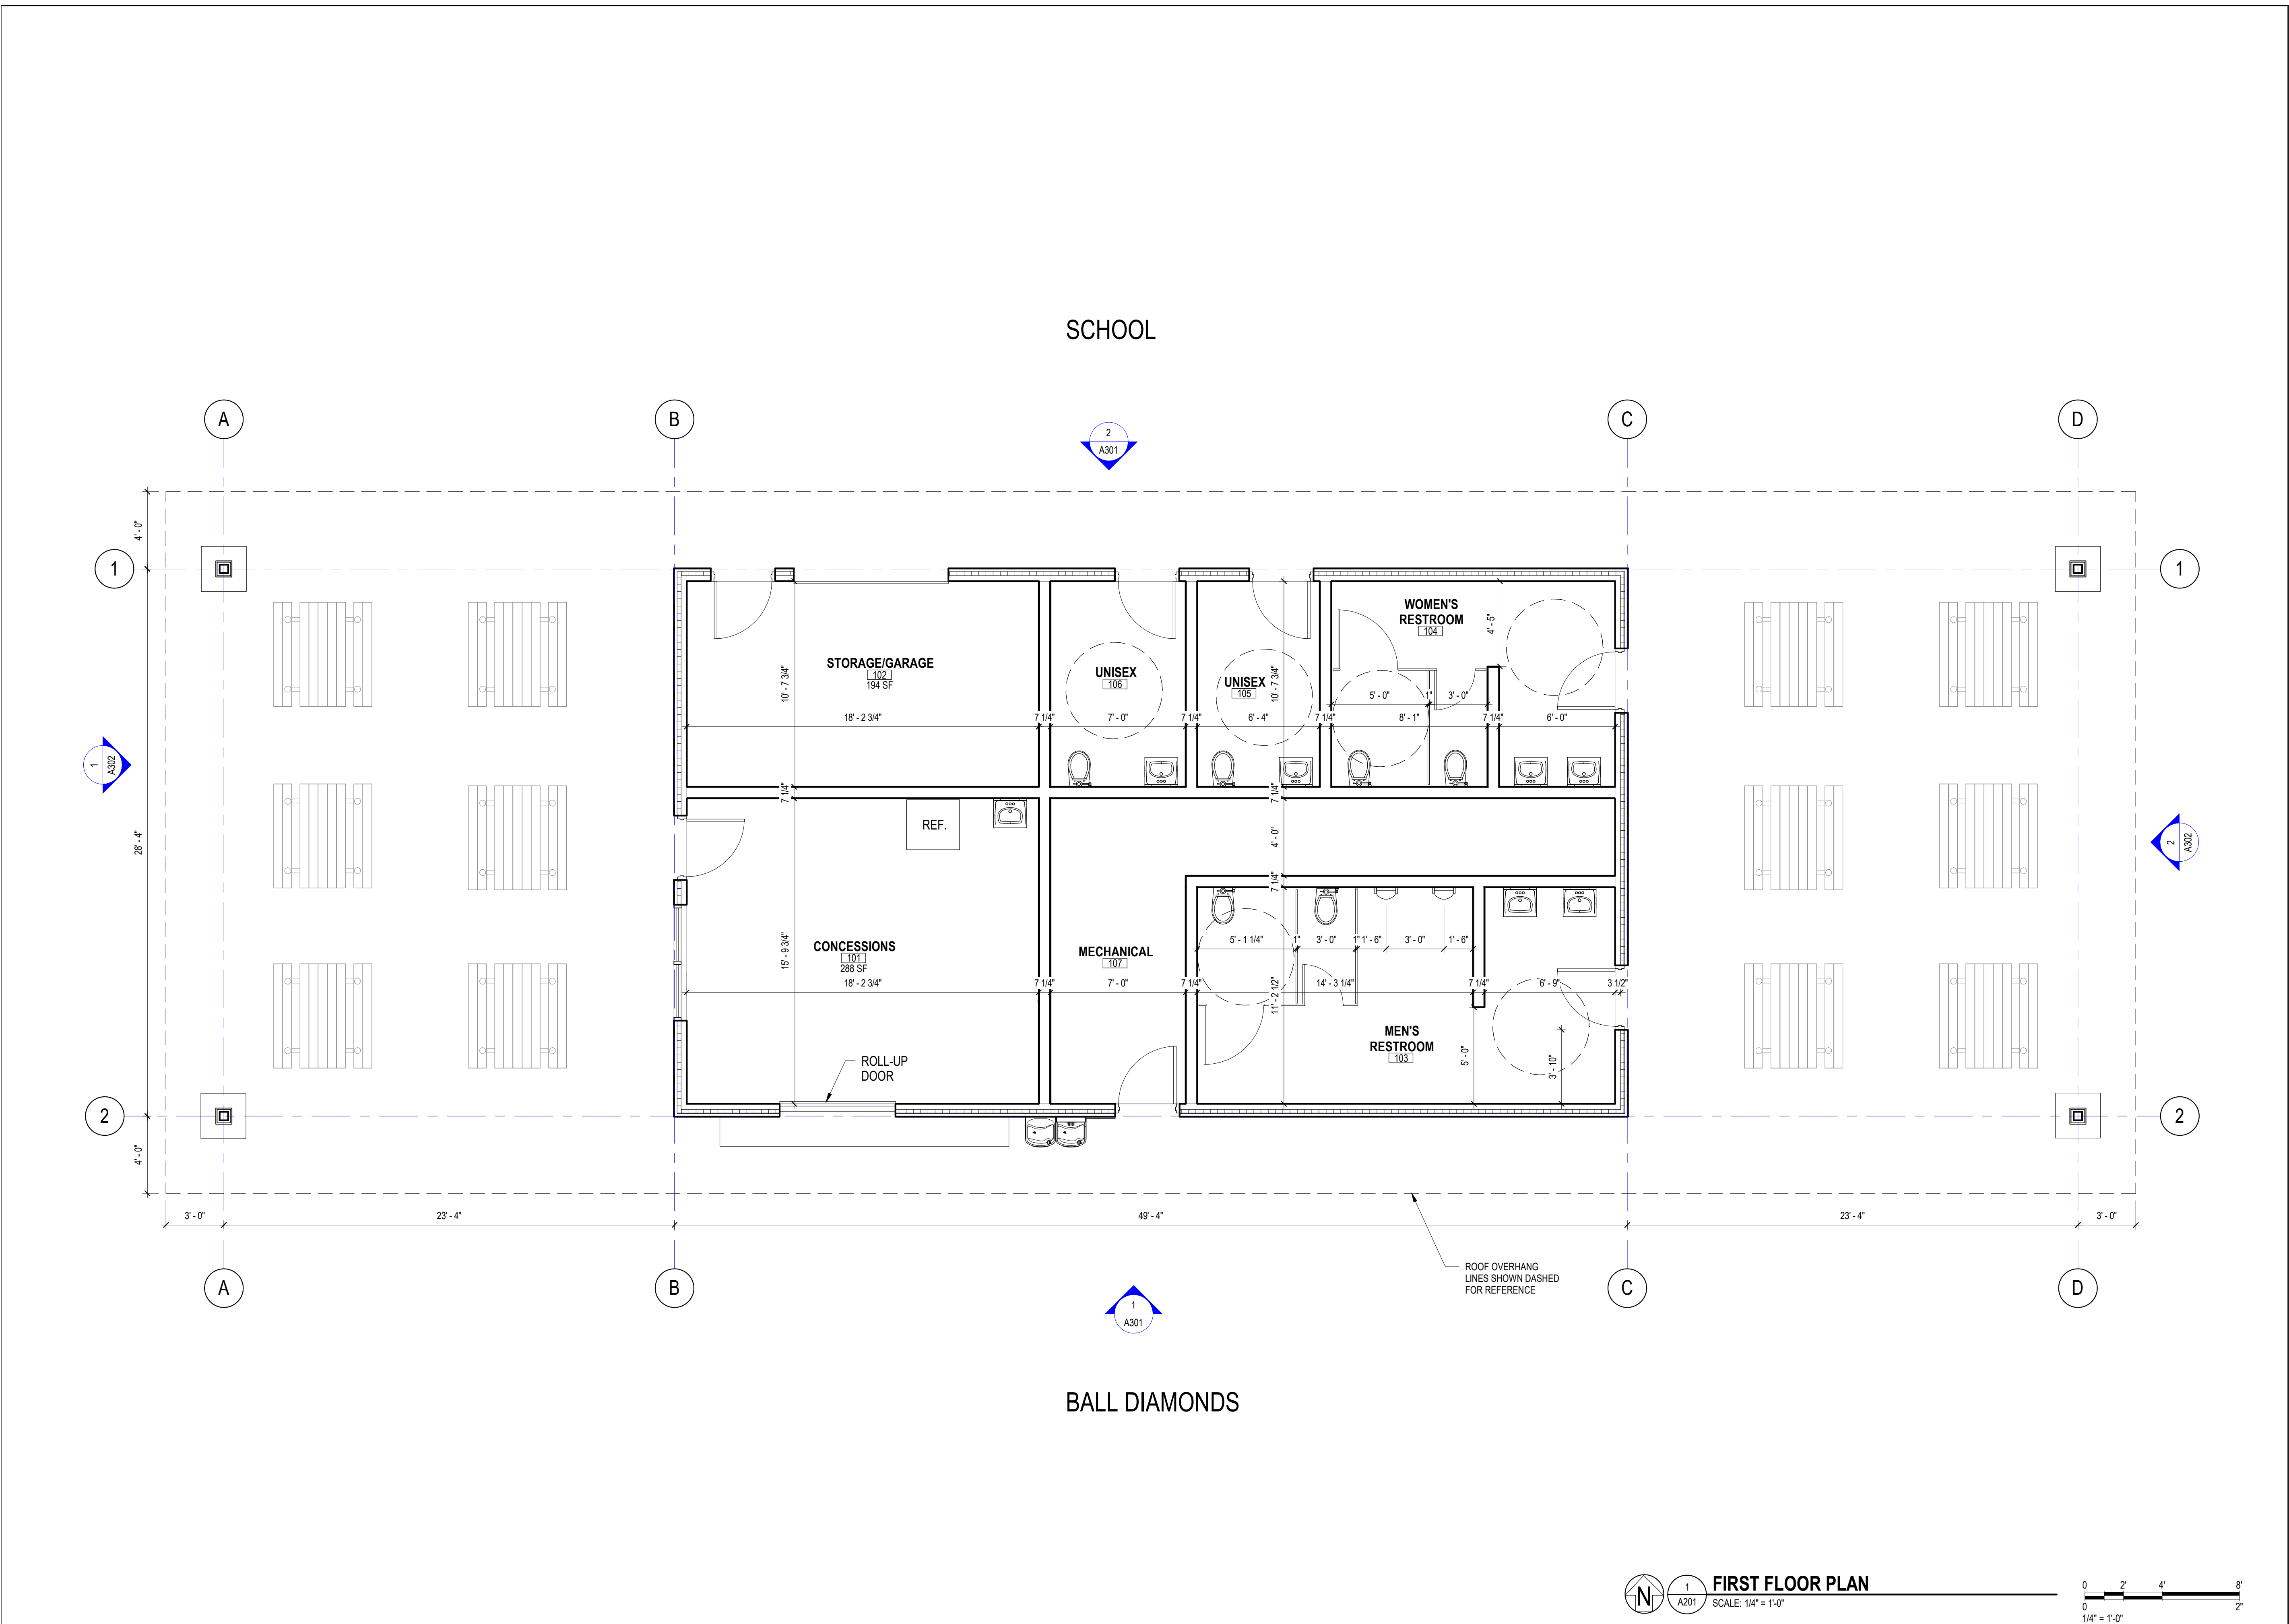 SCHOOL
A
B
C
D
2
A301
4' - 0"
1
1
WOMEN'S
RESTROOM
104
4' - 5"
STORAGE/GARAGE
102
194 SF
10' - 7 3/4"
UNISEX
106
UNISEX
105
10' - 7 3/4"
5' - 0"
1"
3' - 0"
18' - 2 3/4"
7 1/4"
7' - 0"
7 1/4"
6' - 4"
7 1/4"
8' - 1"
7 1/4"
6' - 0"
1
A302
7 1/4"
7 1/4"
REF.
28' - 4"
4' - 0"
2
A302
7 1/4"
CONCESSIONS
101
288 SF
15' - 9 3/4"
MECHANICAL
107
5' - 1 1/4"
1"
3' - 0"
1"
1' - 6"
3' - 0"
1' - 6"
18' - 2 3/4"
7 1/4"
7' - 0"
7 1/4"
11' - 2 1/2"
14' - 3 1/4"
7 1/4"
6' - 9"
3 1/2"
MEN'S
RESTROOM
103
5' - 0"
3' - 10"
ROLL-UP
DOOR
2
2
4' - 0"
3' - 0"
23' - 4"
49' - 4"
23' - 4"
3' - 0"
ROOF OVERHANG
LINES SHOWN DASHED
FOR REFERENCE
A
B
C
D
1
A301
BALL DIAMONDS
N
1
A201
FIRST FLOOR PLAN
SCALE: 1/4" = 1'-0"
0 2' 4' 8'
0 2"
1/4" = 1'-0"